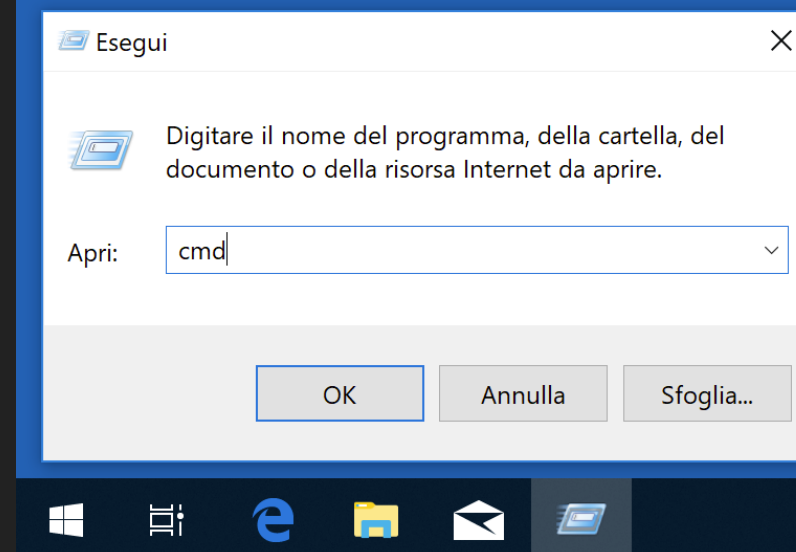 Esegui
Digitare il nome del programma, della cartella, del
documento o della risorsa Internet da aprire.
Apri: cmd
OK Annulla Sfoglia...